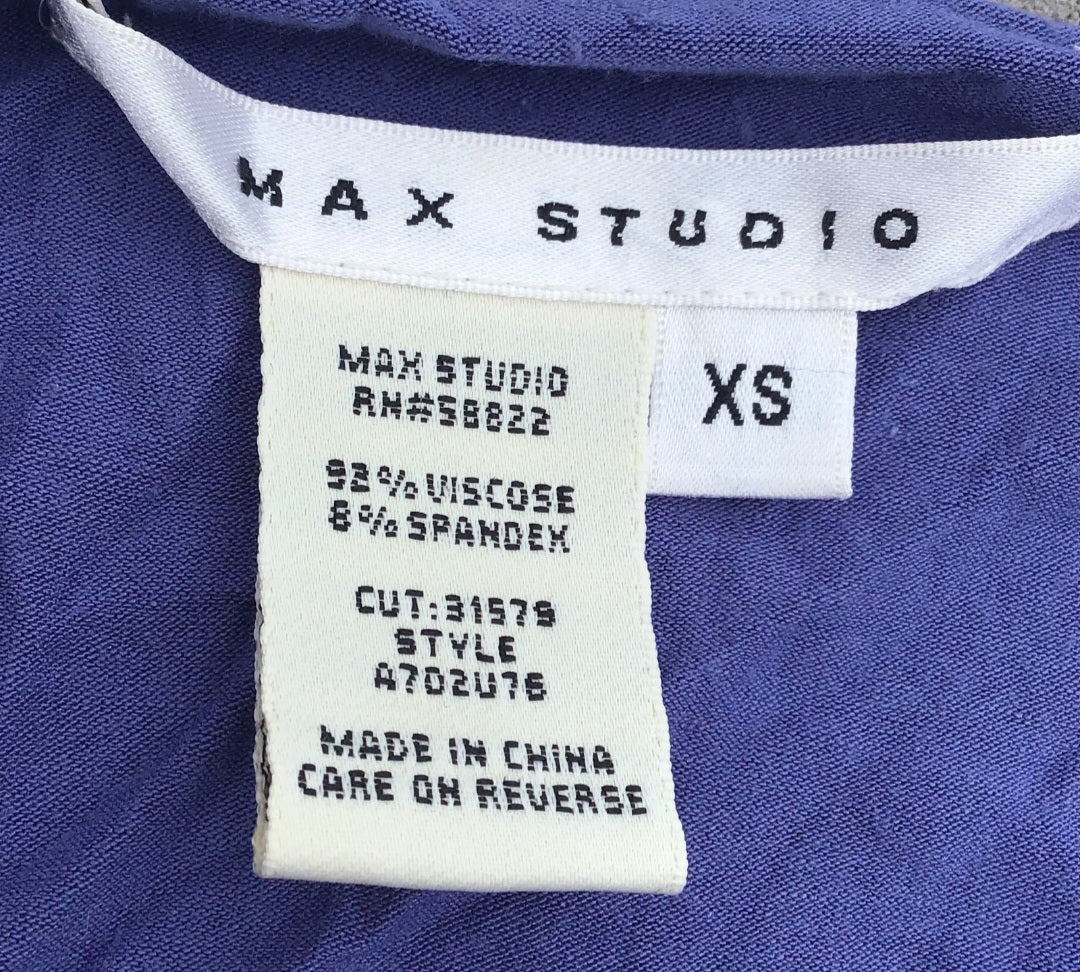 MAX STUDIO
XS
MAX STUDIO
RN#58822
92% VISCOSE
8% SPANDEX
CUT:31579
STYLE
A702U76
MADE IN CHINA
CARE ON REVERSE